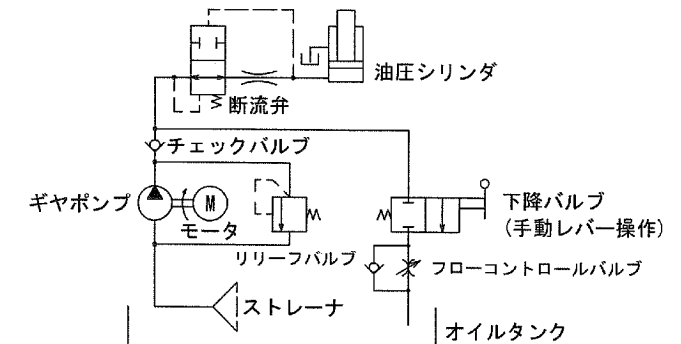 油圧シリンダ
断流弁
チェックバルブ
ギヤポンプ
M
モータ
下降バルブ
(手動レバー操作)
リリーフバルブ
フローコントロールバルブ
ストレーナ
オイルタンク